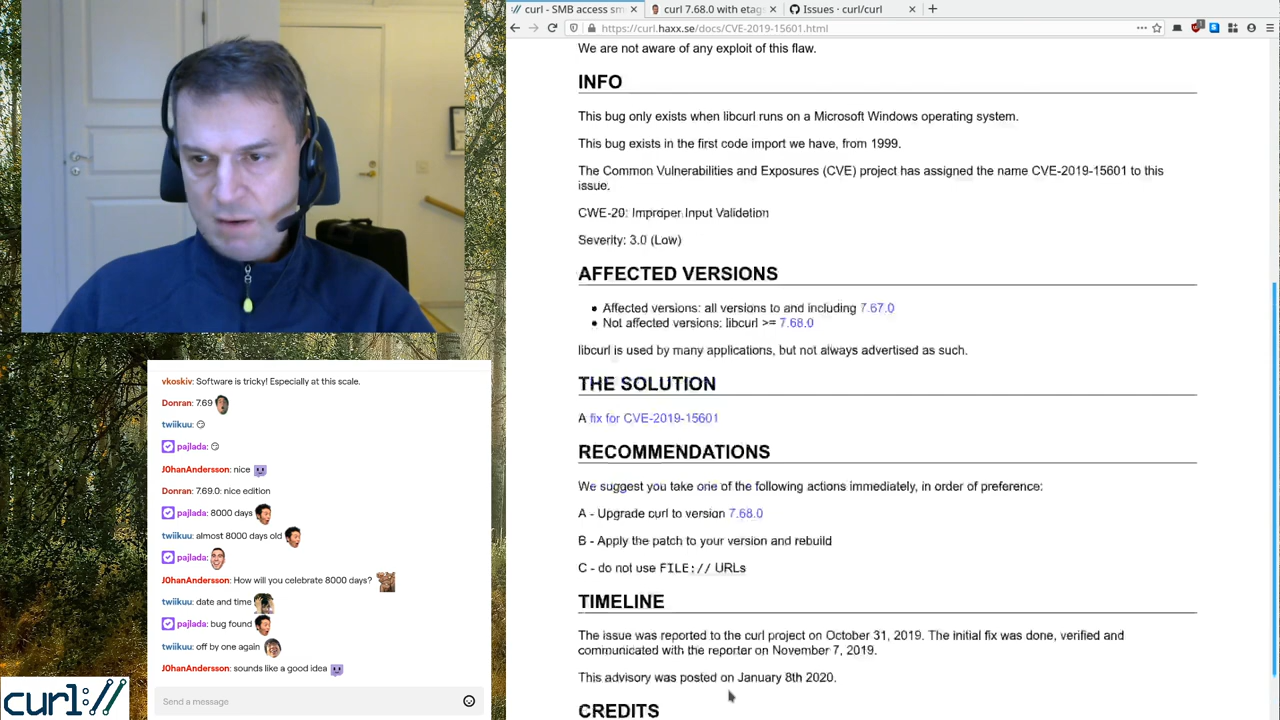 curl - SMB access sm
curl 7.68.0 with etag
Issues · curl/curl
https://curl.haxx.se/docs/CVE-2019-15601.html
We are not aware of any exploit of this flaw.
INFO
This bug only exists when libcurl runs on a Microsoft Windows operating system.
This bug exists in the first code import we have, from 1999.
The Common Vulnerabilities and Exposures (CVE) project has assigned the name CVE-2019-15601 to this
issue.
CWE-20: Improper Input Validation
Severity: 3.0 (Low)
AFFECTED VERSIONS
• Affected versions: all versions to and including 7.67.0
• Not affected versions: libcurl >= 7.68.0
libcurl is used by many applications, but not always advertised as such.
THE SOLUTION
A fix for CVE-2019-15601
RECOMMENDATIONS
We suggest you take one of the following actions immediately, in order of preference:
A - Upgrade curl to version 7.68.0
B - Apply the patch to your version and rebuild
C - do not use FILE:// URLs
TIMELINE
The issue was reported to the curl project on October 31, 2019. The initial fix was done, verified and
communicated with the reporter on November 7, 2019.
This advisory was posted on January 8th 2020.
CREDITS
vkoskiv: Software is tricky! Especially at this scale.
Donran: 7.69
twiikuu:
pajlada:
J0hanAndersson: nice
Donran: 7.69.0: nice edition
pajlada: 8000 days
twiikuu: almost 8000 days old
pajlada:
J0hanAndersson: How will you celebrate 8000 days?
twiikuu: date and time
pajlada: bug found
twiikuu: off by one again
J0hanAndersson: sounds like a good idea
Send a message
curl://